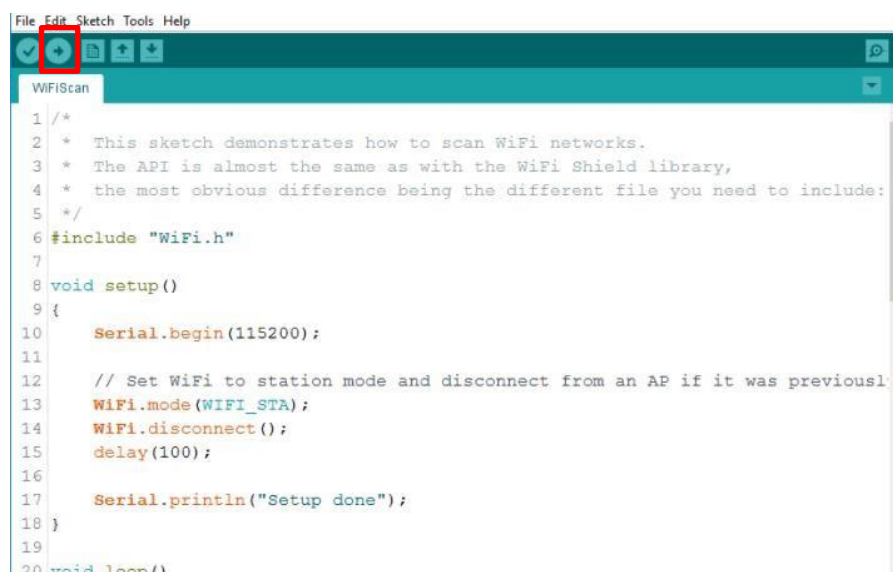 File Edit Sketch Tools Help
WiFiScan
1 /*
2  *  This sketch demonstrates how to scan WiFi networks.
3  *  The API is almost the same as with the WiFi Shield library,
4  *  the most obvious difference being the different file you need to include:
5  */
6 #include "WiFi.h"
7
8 void setup()
9 {
10     Serial.begin(115200);
11
12     // Set WiFi to station mode and disconnect from an AP if it was previousl
13     WiFi.mode(WIFI_STA);
14     WiFi.disconnect();
15     delay(100);
16
17     Serial.println("Setup done");
18 }
19
20 void loop()